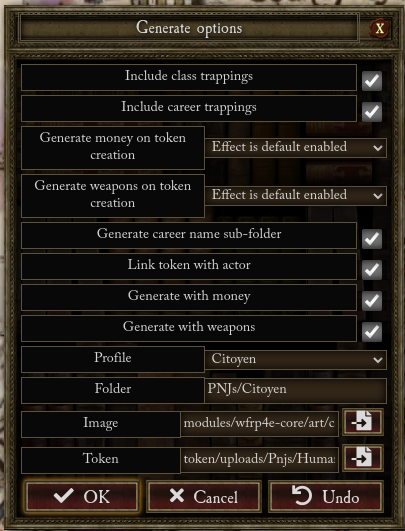 Generate options
X
Include class trappings
Include career trappings
Generate money on token
creation
Effect is default enabled
Generate weapons on token
creation
Effect is default enabled
Generate career name sub-folder
Link token with actor
Generate with money
Generate with weapons
Profile
Citoyen
Folder
PNJs/Citoyen
Image
modules/wfrp4e-core/art/c
Token
token/uploads/Pnjs/Huma
OK
Cancel
Undo